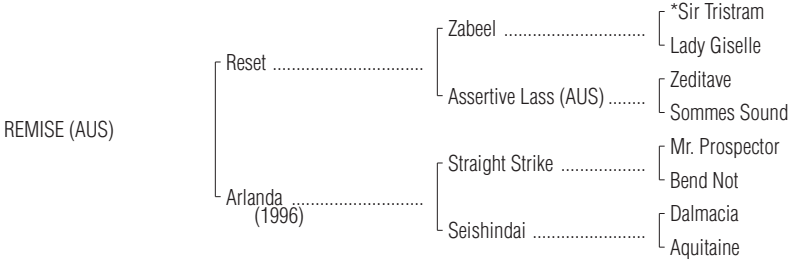 *Sir Tristram
Zabeel ..............................
Lady Giselle
Reset ................................
Zeditave
Assertive Lass (AUS) ........
Sommes Sound
REMISE (AUS)
Mr. Prospector
Straight Strike ..................
Bend Not
Arlanda ............................
(1996)
Dalmacia
Seishindai ........................
Aquitaine